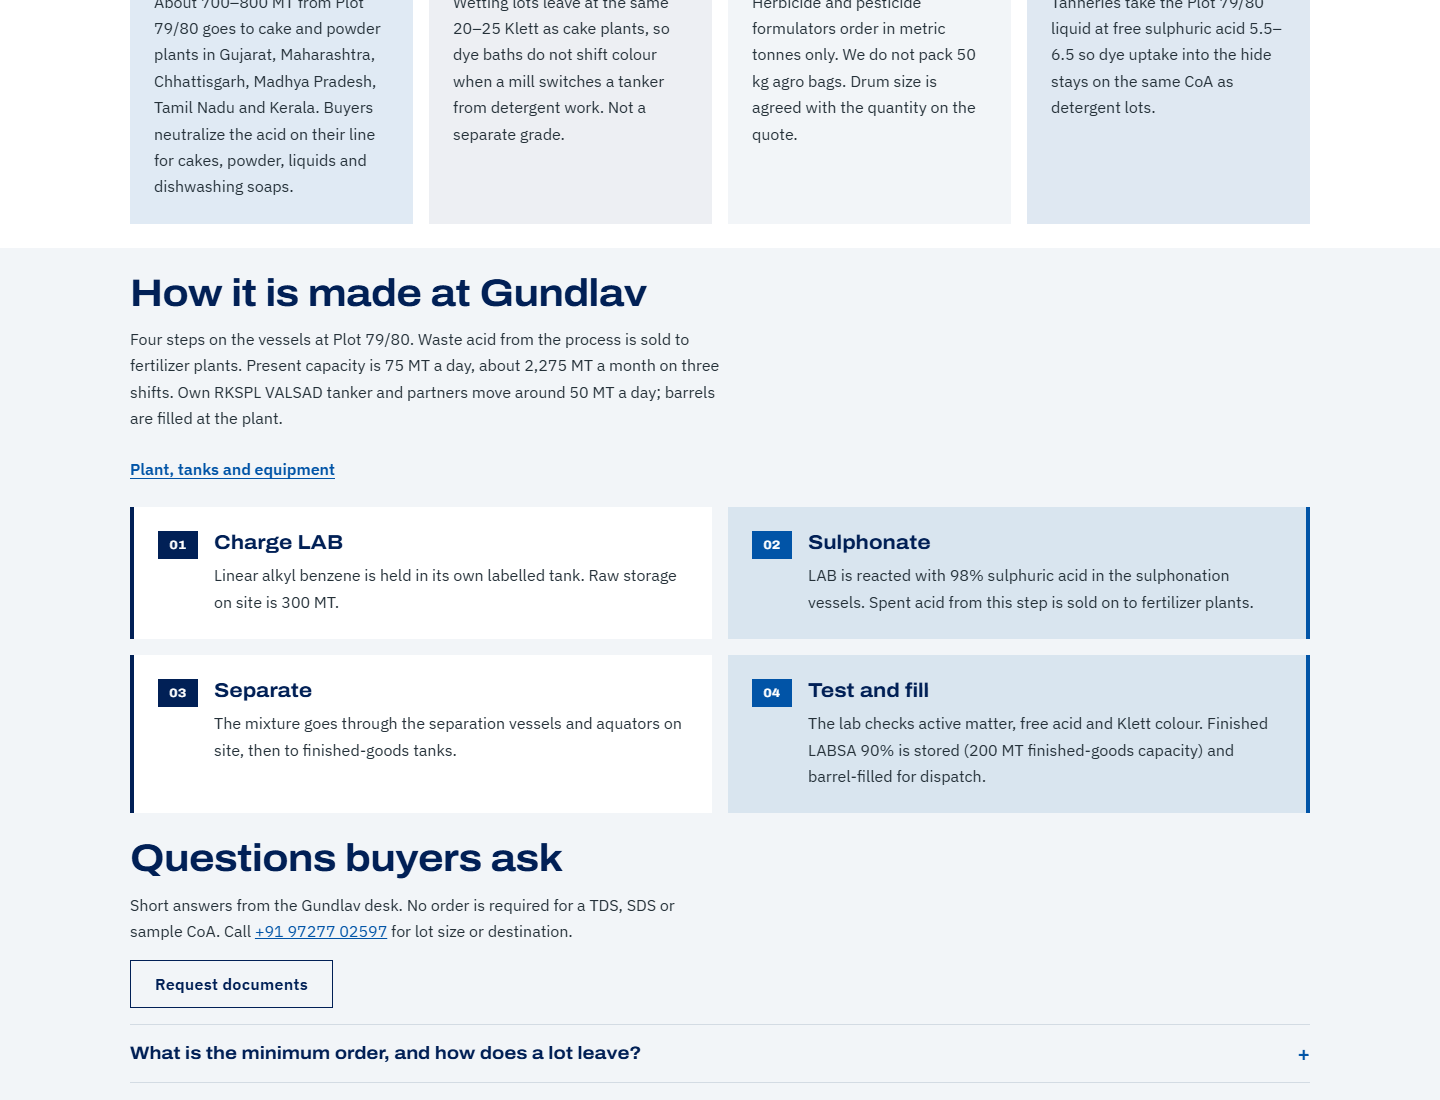 About 700–800 MT from Plot
79/80 goes to cake and powder
plants in Gujarat, Maharashtra,
Chhattisgarh, Madhya Pradesh,
Tamil Nadu and Kerala. Buyers
neutralize the acid on their line
for cakes, powder, liquids and
dishwashing soaps.
Wetting lots leave at the same
20–25 Klett as cake plants, so
dye baths do not shift colour
when a mill switches a tanker
from detergent work. Not a
separate grade.
Herbicide and pesticide
formulators order in metric
tonnes only. We do not pack 50
kg agro bags. Drum size is
agreed with the quantity on the
quote.
Tanneries take the Plot 79/80
liquid at free sulphuric acid 5.5–
6.5 so dye uptake into the hide
stays on the same CoA as
detergent lots.
How it is made at Gundlav
Four steps on the vessels at Plot 79/80. Waste acid from the process is sold to
fertilizer plants. Present capacity is 75 MT a day, about 2,275 MT a month on three
shifts. Own RKSPL VALSAD tanker and partners move around 50 MT a day; barrels
are filled at the plant.
Plant, tanks and equipment
01
Charge LAB
Linear alkyl benzene is held in its own labelled tank. Raw storage
on site is 300 MT.
02
Sulphonate
LAB is reacted with 98% sulphuric acid in the sulphonation
vessels. Spent acid from this step is sold on to fertilizer plants.
03
Separate
The mixture goes through the separation vessels and aquators on
site, then to finished-goods tanks.
04
Test and fill
The lab checks active matter, free acid and Klett colour. Finished
LABSA 90% is stored (200 MT finished-goods capacity) and
barrel-filled for dispatch.
Questions buyers ask
Short answers from the Gundlav desk. No order is required for a TDS, SDS or
sample CoA. Call +91 97277 02597 for lot size or destination.
Request documents
What is the minimum order, and how does a lot leave?
+